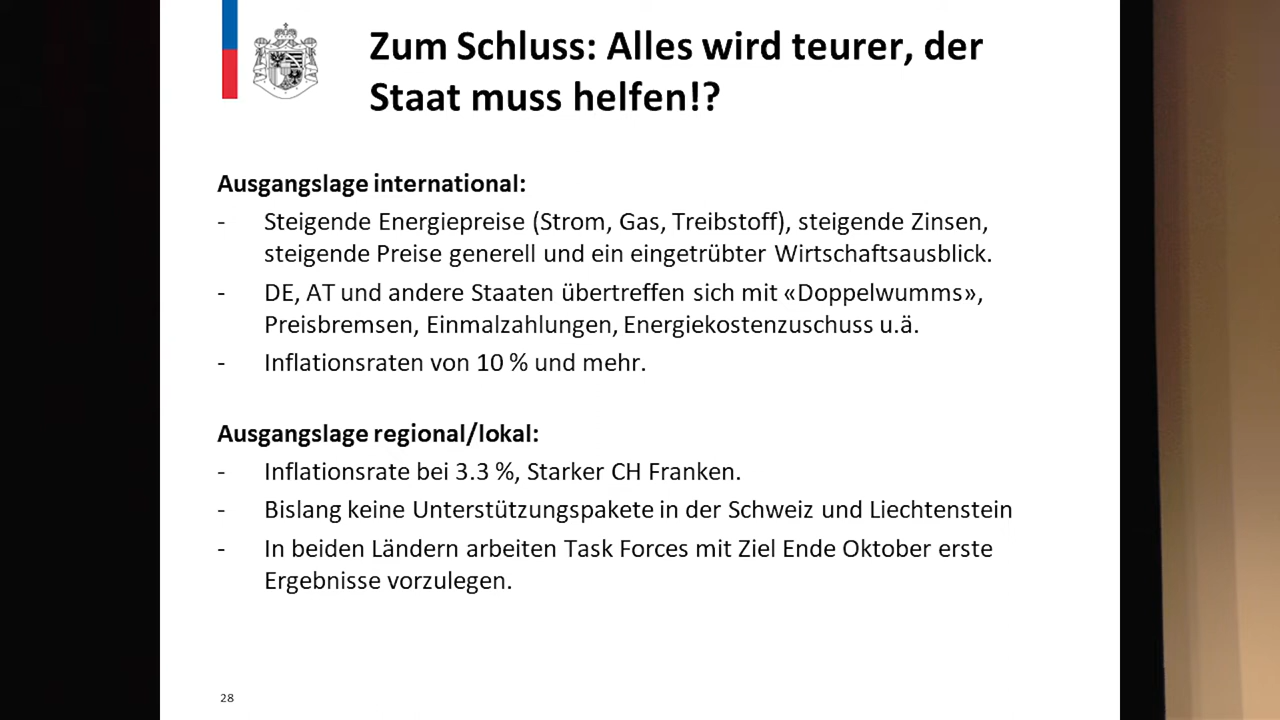 Zum Schluss: Alles wird teurer, der
Staat muss helfen!?
Ausgangslage international:
- Steigende Energiepreise (Strom, Gas, Treibstoff), steigende Zinsen,
steigende Preise generell und ein eingetrübter Wirtschaftsausblick.
- DE, AT und andere Staaten übertreffen sich mit «Doppelwumms»,
Preisbremsen, Einmalzahlungen, Energiekostenzuschuss u.ä.
- Inflationsraten von 10 % und mehr.
Ausgangslage regional/lokal:
- Inflationsrate bei 3.3 %, Starker CH Franken.
- Bislang keine Unterstützungspakete in der Schweiz und Liechtenstein
- In beiden Ländern arbeiten Task Forces mit Ziel Ende Oktober erste
Ergebnisse vorzulegen.
28